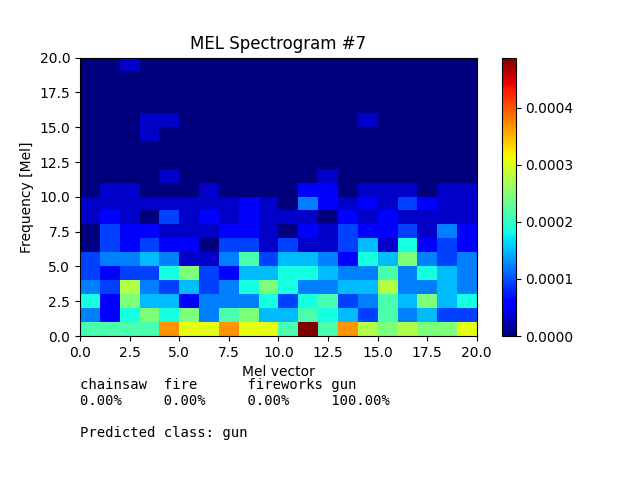 MEL Spectrogram #7
20.0
17.5
15.0
12.5
10.0
7.5
5.0
2.5
0.0
Frequency [Mel]
0.0 2.5 5.0 7.5 10.0 12.5 15.0 17.5 20.0
Mel vector
0.0004
0.0003
0.0002
0.0001
0.0000
chainsaw fire fireworks gun
0.00% 0.00% 0.00% 100.00%
Predicted class: gun